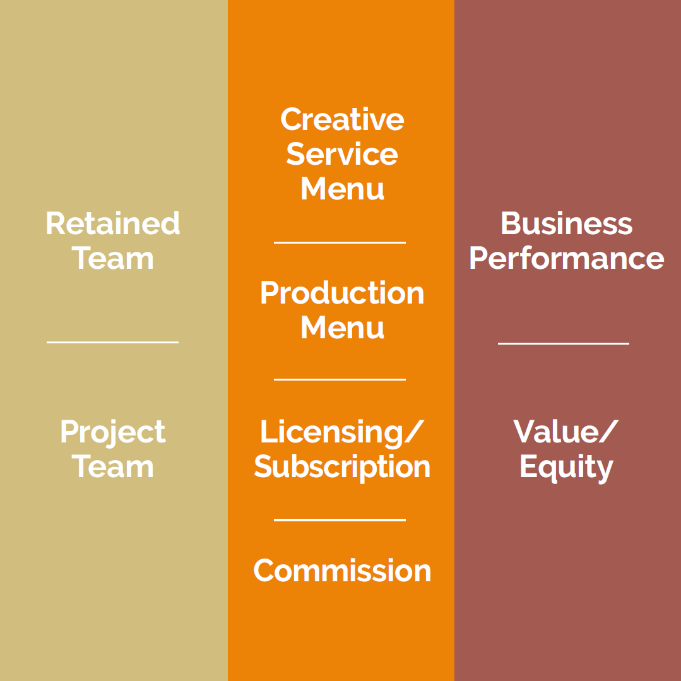 Retained
Team
Project
Team
Creative
Service
Menu
Production
Menu
Licensing/
Subscription
Commission
Business
Performance
Value/
Equity